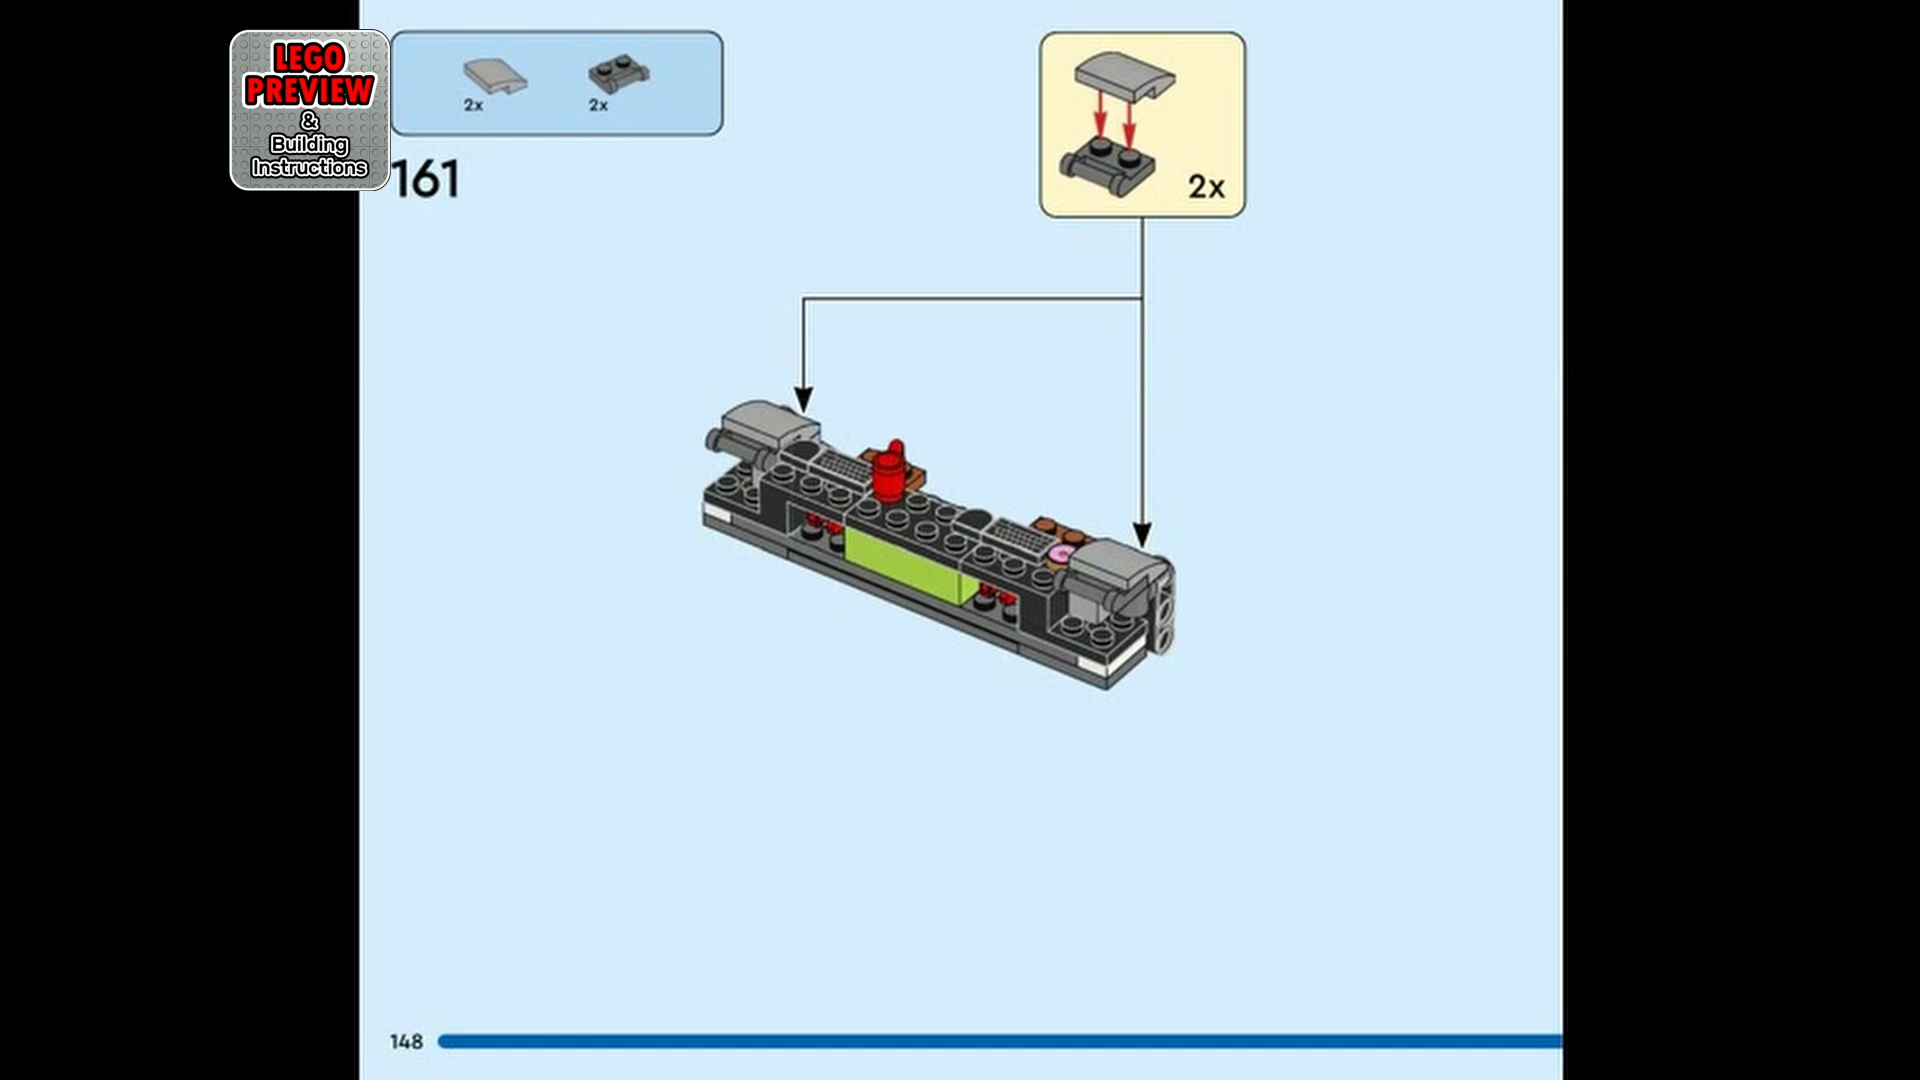 LEGO
PREVIEW
&
Building
Instructions
2x
2x
161
2x
148